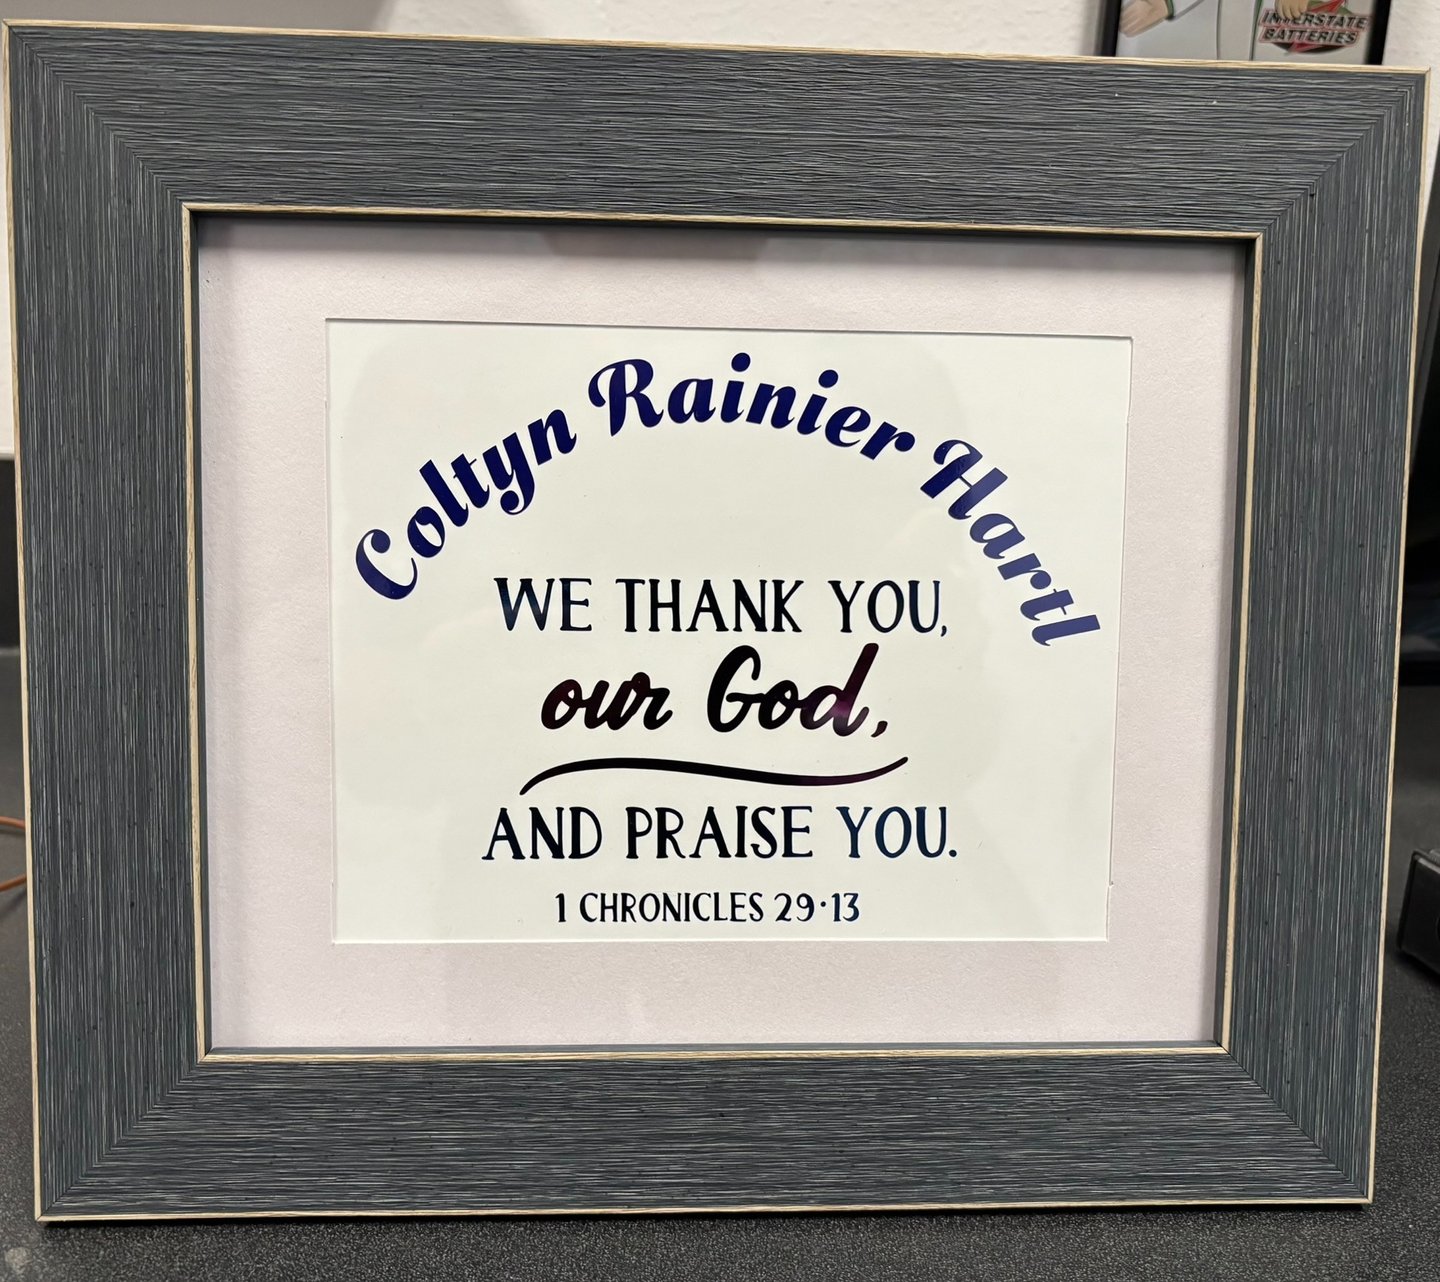 INTERSTATE
BATTERIES
Coltyn Rainier Hartl
WE THANK YOU,
our God,
AND PRAISE YOU.
1 CHRONICLES 29·13